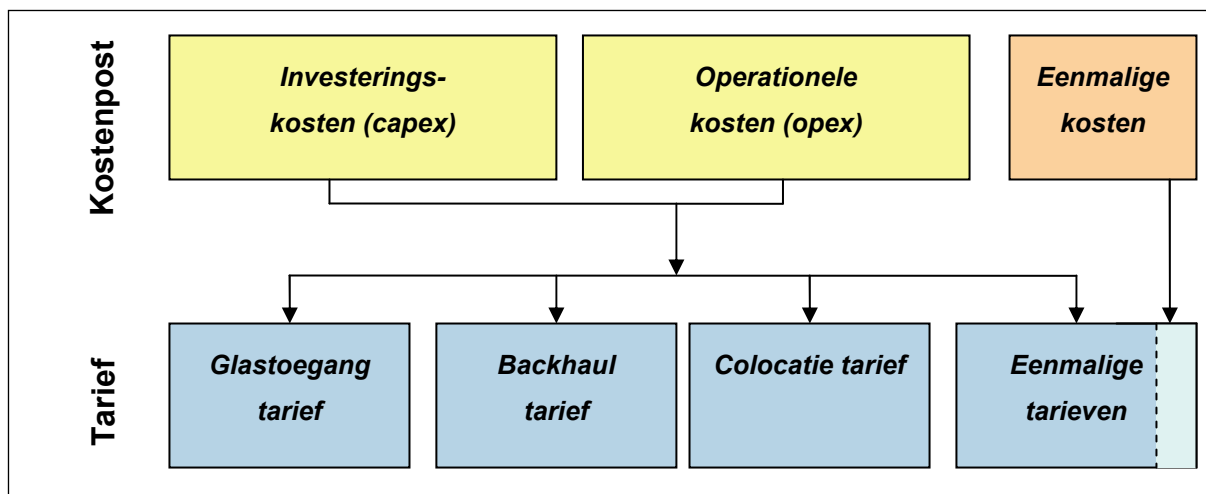 Kostenpost
Investerings-
kosten (capex)
Operationele
kosten (opex)
Eenmalige
kosten
Tarief
Glastoegang
tarief
Backhaul
tarief
Colocatie tarief
Eenmalige
tarieven